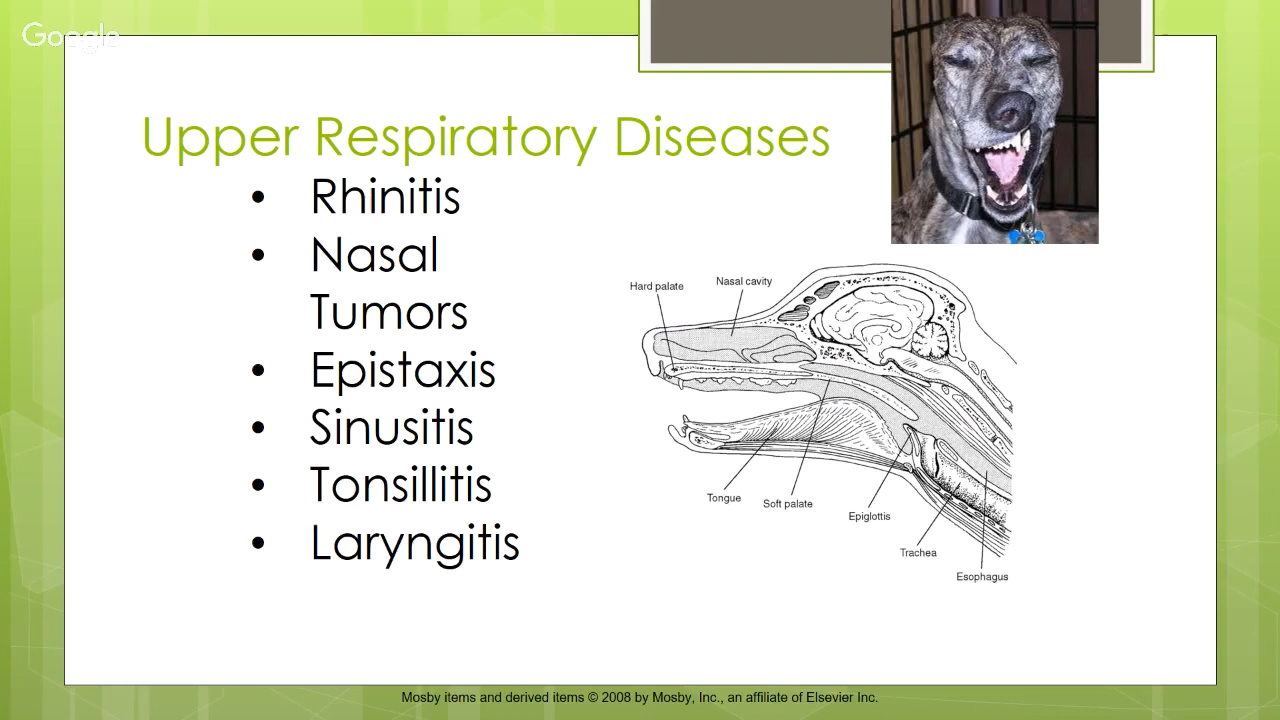 Google
Upper Respiratory Diseases
• Rhinitis
• Nasal
Tumors
• Epistaxis
• Sinusitis
• Tonsillitis
• Laryngitis
Hard palate
Nasal cavity
Tongue
Soft palate
Epiglottis
Trachea
Esophagus
Mosby items and derived items © 2008 by Mosby, Inc., an affiliate of Elsevier Inc.